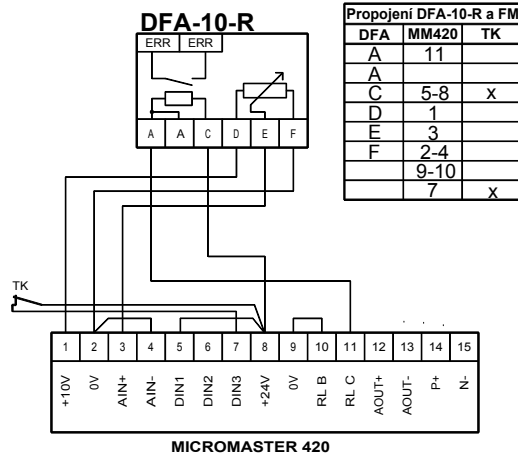 DFA-10-R
ERR ERR
A A C D E F
Propojení DFA-10-R a FM
DFA MM420 TK
A 11
A
C 5-8 x
D 1
E 3
F 2-4
9-10
7 x
TK
1 2 3 4 5 6 7 8 9 10 11 12 13 14 15
+10V 0V AIN+ AIN- DIN1 DIN2 DIN3 +24V 0V RL B RL C AOUT+ AOUT- P+ N-
MICROMASTER 420